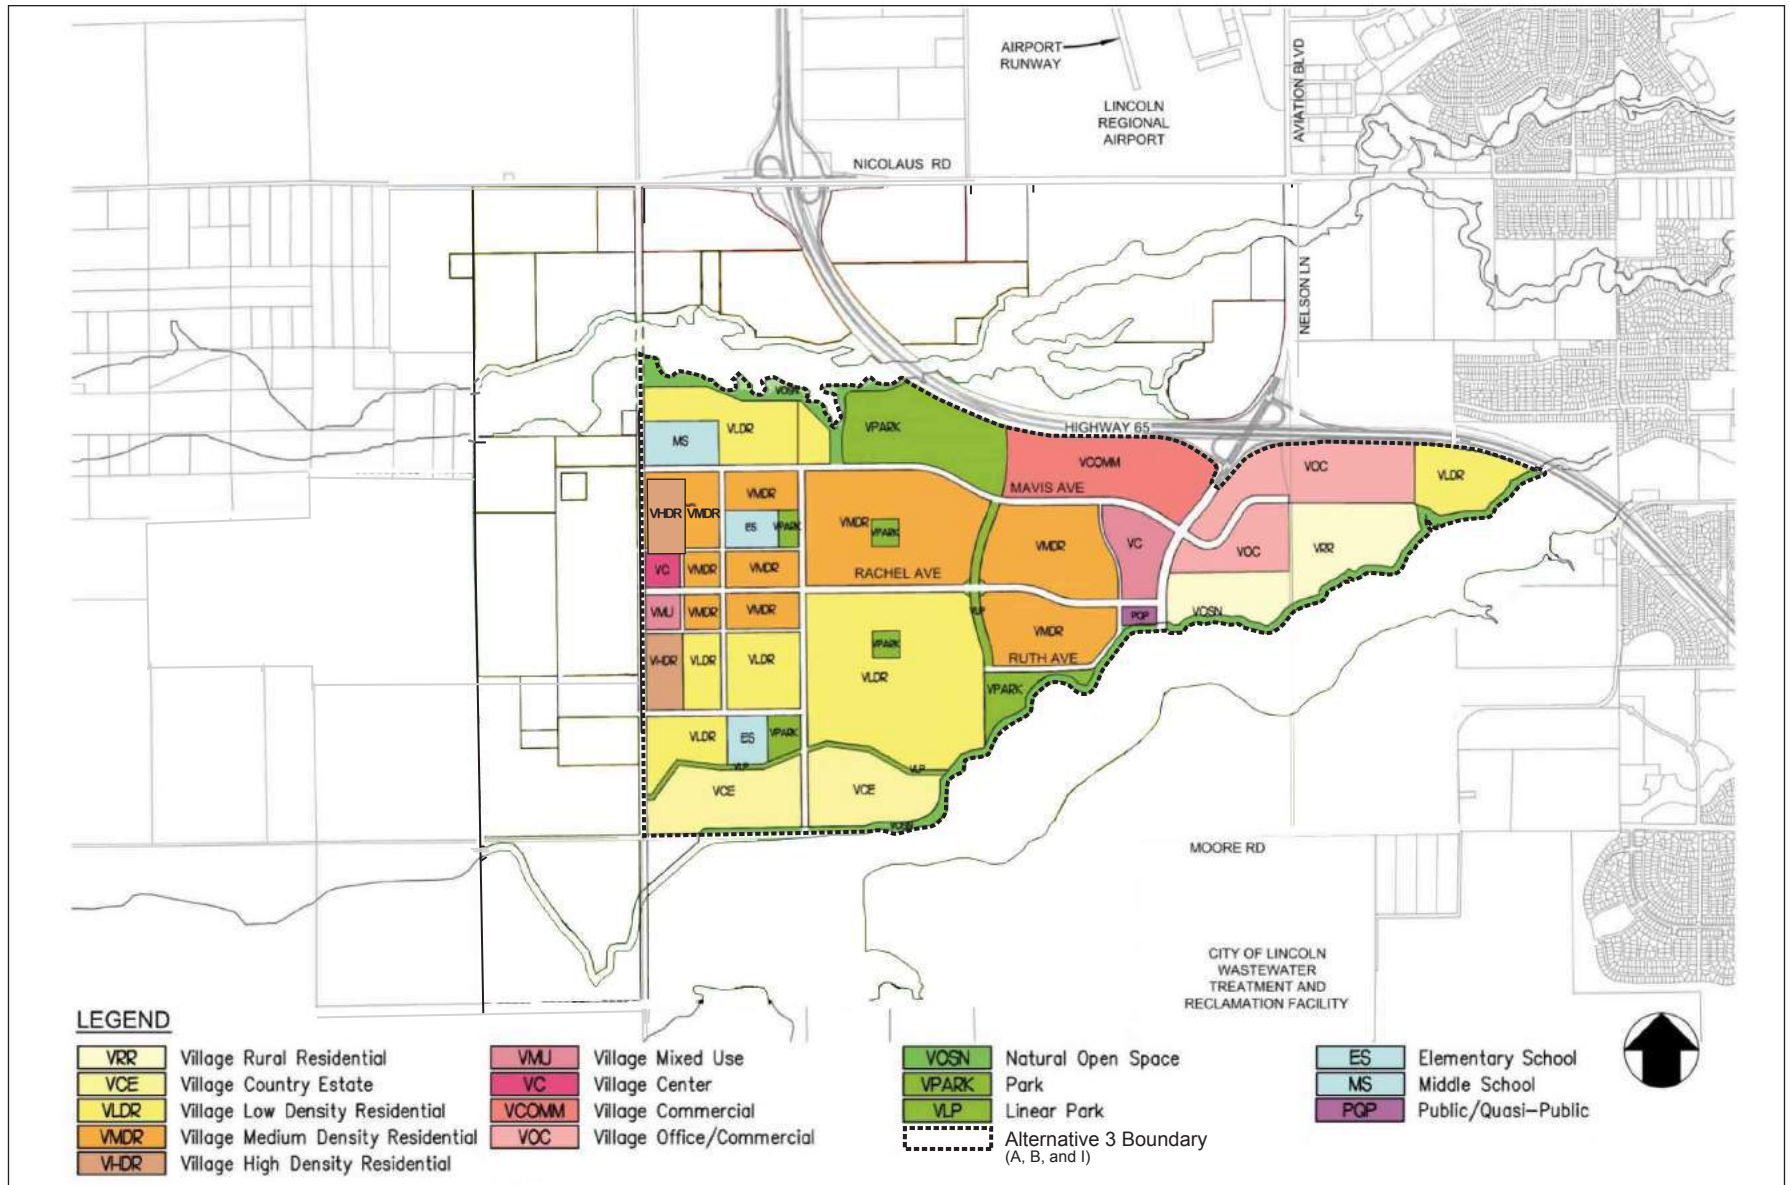 AIRPORT
RUNWAY
AVIATION BLVD
LINCOLN
REGIONAL
AIRPORT
NICOLAUS RD
NELSON LN
VOSN
VLDR
VPARK
HIGHWAY 65
MS
VCOMM
VOC
VLDR
MAVIS AVE
VMDR
VHDR
VMDR
ES
VPARK
VMDR
VPARK
VMDR
VC
VOC
VRR
VC
VMDR
VMDR
RACHEL AVE
VMU
VMDR
VMDR
VLP
PQP
VOSN
VMDR
VPARK
RUTH AVE
VHDR
VLDR
VLDR
VLDR
VPARK
VLDR
ES
VPARK
VLP
VLP
VCE
VCE
VOSN
MOORE RD
CITY OF LINCOLN
WASTEWATER
TREATMENT AND
RECLAMATION FACILITY
LEGEND
VRR Village Rural Residential
VCE Village Country Estate
VLDR Village Low Density Residential
VMDR Village Medium Density Residential
VHDR Village High Density Residential
VMU Village Mixed Use
VC Village Center
VCOMM Village Commercial
VOC Village Office/Commercial
VOSN Natural Open Space
VPARK Park
VLP Linear Park
Alternative 3 Boundary
(A, B, and I)
ES Elementary School
MS Middle School
PQP Public/Quasi-Public